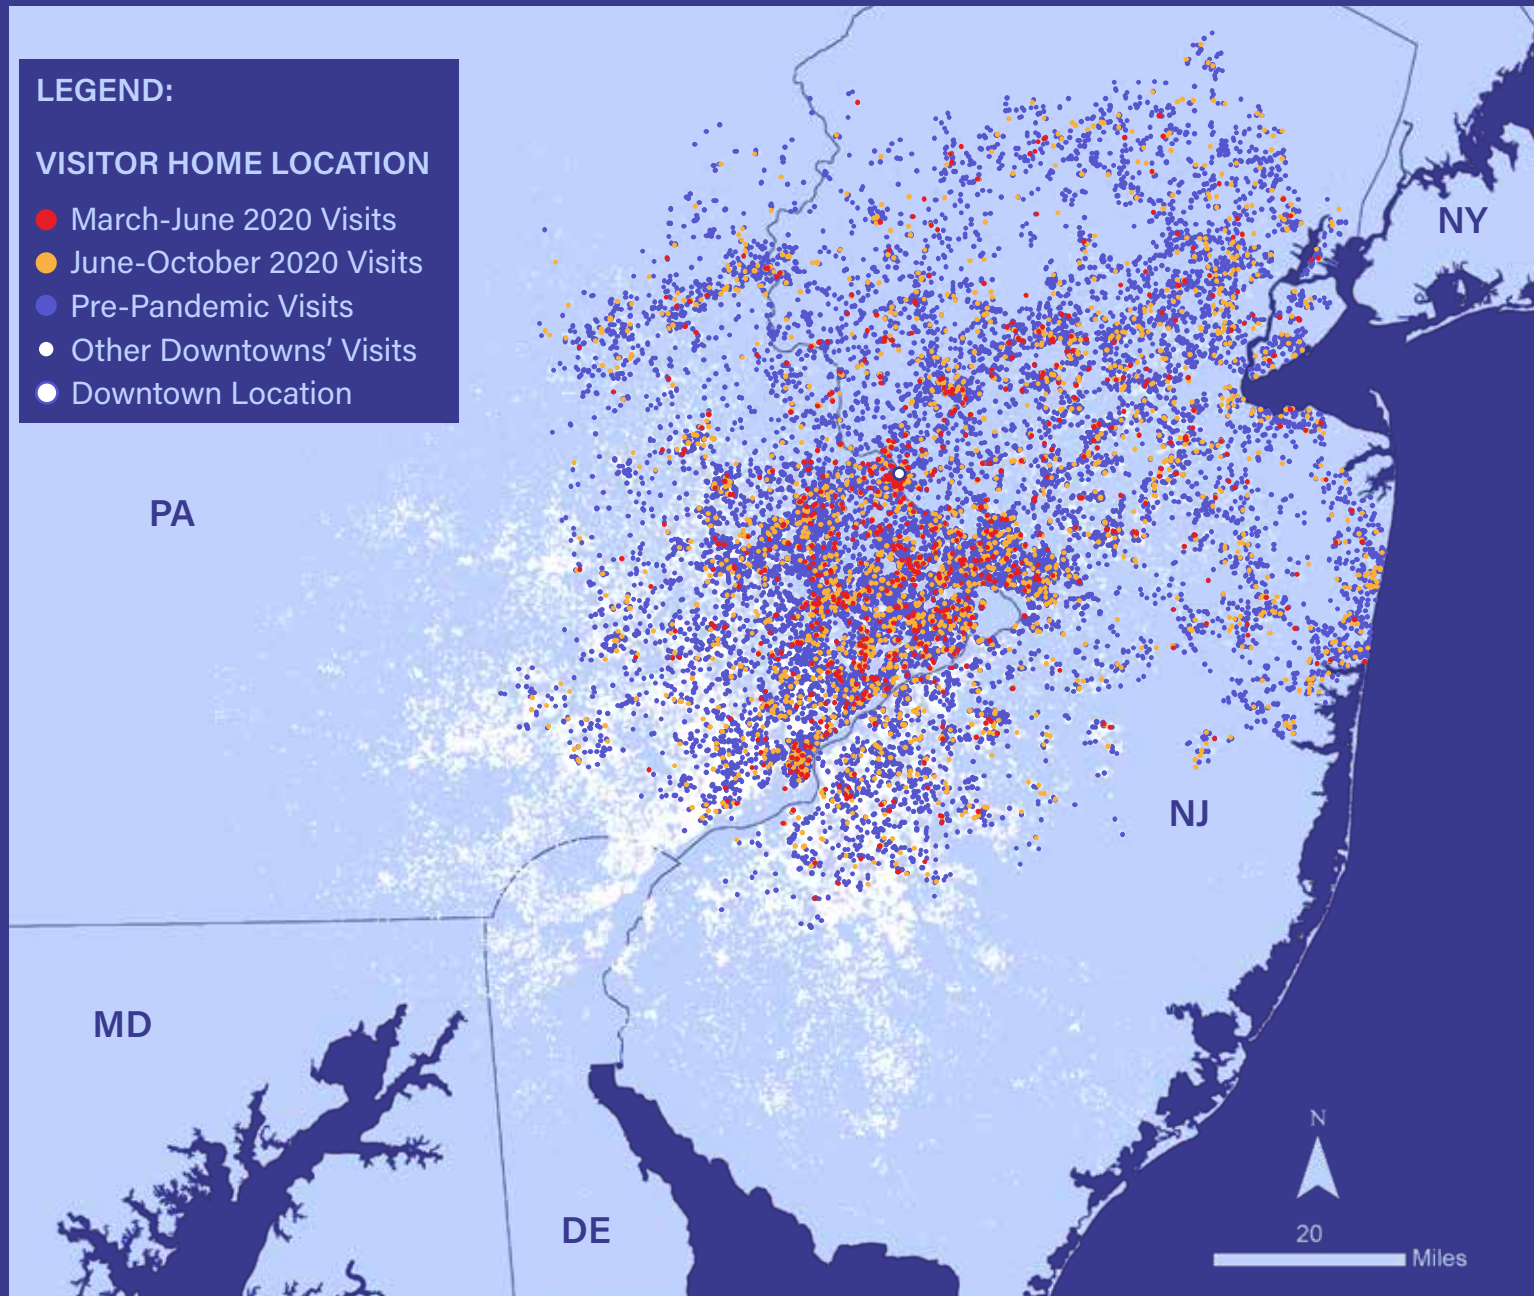 LEGEND:
VISITOR HOME LOCATION
March-June 2020 Visits
June-October 2020 Visits
Pre-Pandemic Visits
Other Downtowns’ Visits
Downtown Location
NY
PA
NJ
MD
DE
N
20
Miles